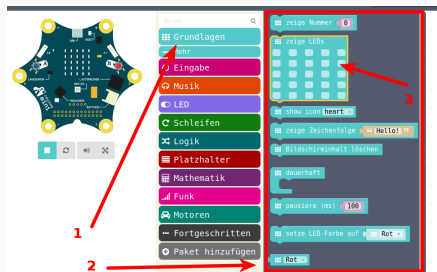 Suche...
Grundlagen
Mehr
Eingabe
Musik
LED
Schleifen
Logik
Platzhalter
Mathematik
Funk
Motoren
Fortgeschritten
Paket hinzufügen
zeige Nummer 0
zeige LEDs
show icon heart
zeige Zeichenfolge "Hello!"
Bildschirminhalt löschen
dauerhaft
pausiere (ms) 100
setze LED Farbe auf Rot
Rot
1
2
3